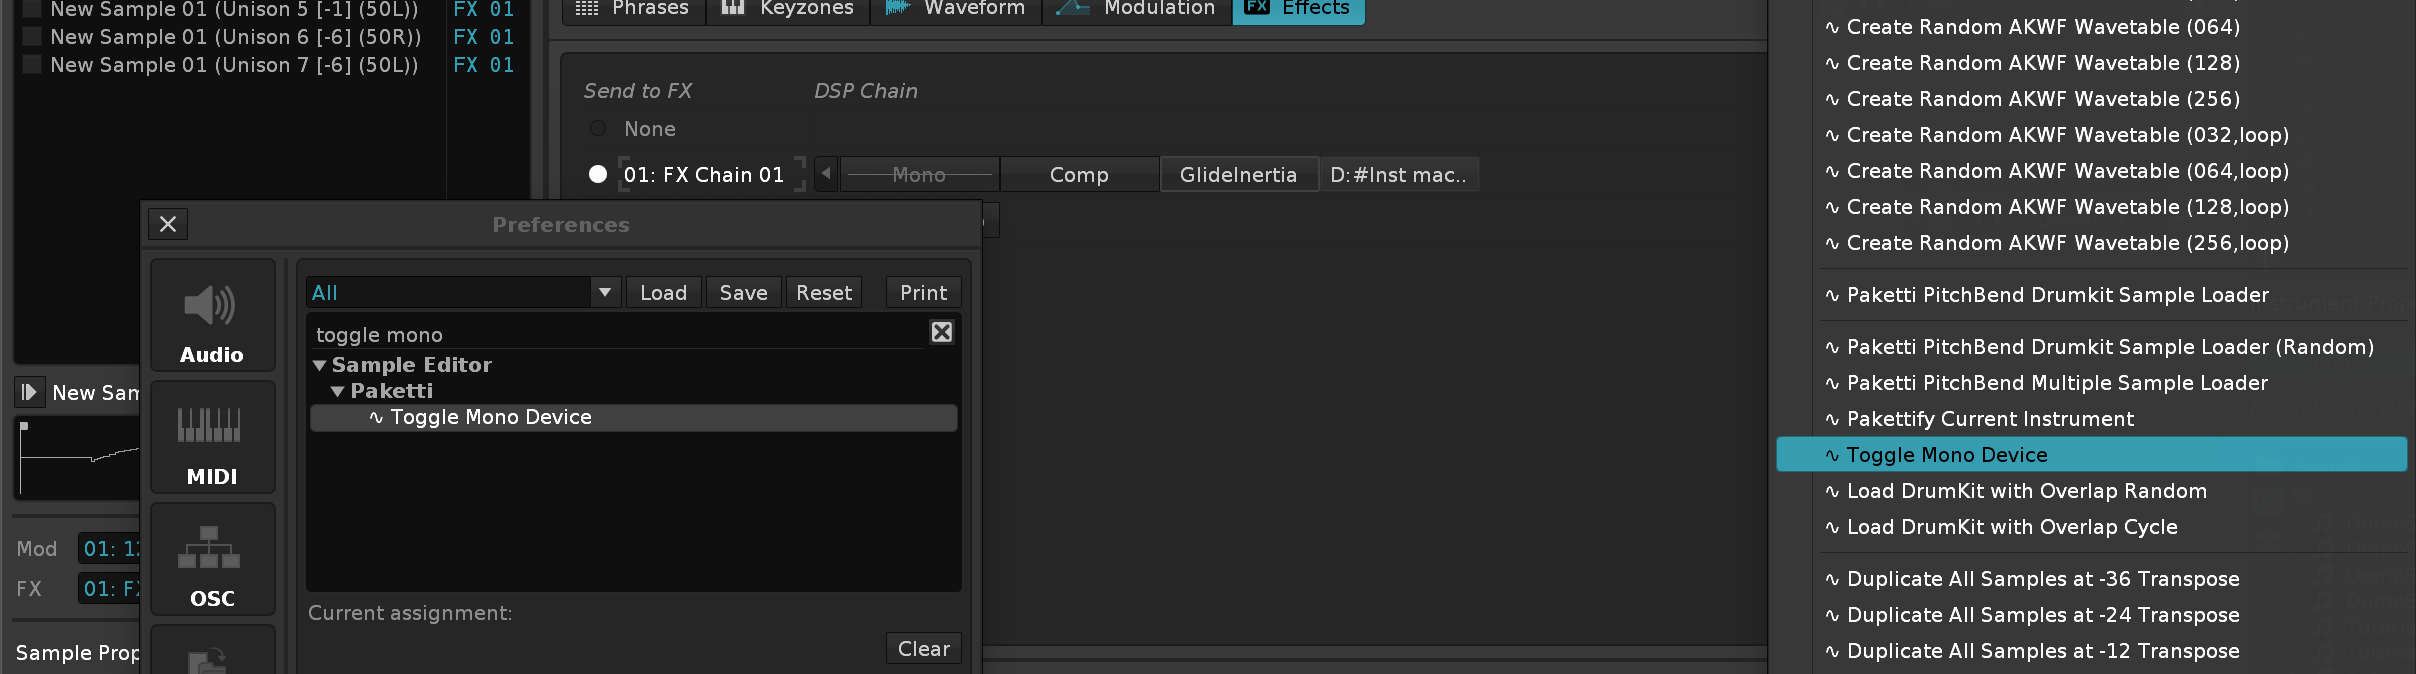 New Sample 01 (Unison 5 [-1] (50L)) FX 01
New Sample 01 (Unison 6 [-6] (50R)) FX 01
New Sample 01 (Unison 7 [-6] (50L)) FX 01
Phrases Keyzones Waveform Modulation FX Effects
Send to FX DSP Chain
None
01: FX Chain 01 Mono Comp GlideInertia D:#Inst mac..
Preferences
Audio
MIDI
OSC
All Load Save Reset Print
toggle mono
Sample Editor
Paketti
∿ Toggle Mono Device
Current assignment:
Clear
New Sam
Mod 01: 12
FX 01: FX
Sample Prop
∿ Create Random AKWF Wavetable (064)
∿ Create Random AKWF Wavetable (128)
∿ Create Random AKWF Wavetable (256)
∿ Create Random AKWF Wavetable (032,loop)
∿ Create Random AKWF Wavetable (064,loop)
∿ Create Random AKWF Wavetable (128,loop)
∿ Create Random AKWF Wavetable (256,loop)
∿ Paketti PitchBend Drumkit Sample Loader
∿ Paketti PitchBend Drumkit Sample Loader (Random)
∿ Paketti PitchBend Multiple Sample Loader
∿ Pakettify Current Instrument
∿ Toggle Mono Device
∿ Load DrumKit with Overlap Random
∿ Load DrumKit with Overlap Cycle
∿ Duplicate All Samples at -36 Transpose
∿ Duplicate All Samples at -24 Transpose
∿ Duplicate All Samples at -12 Transpose